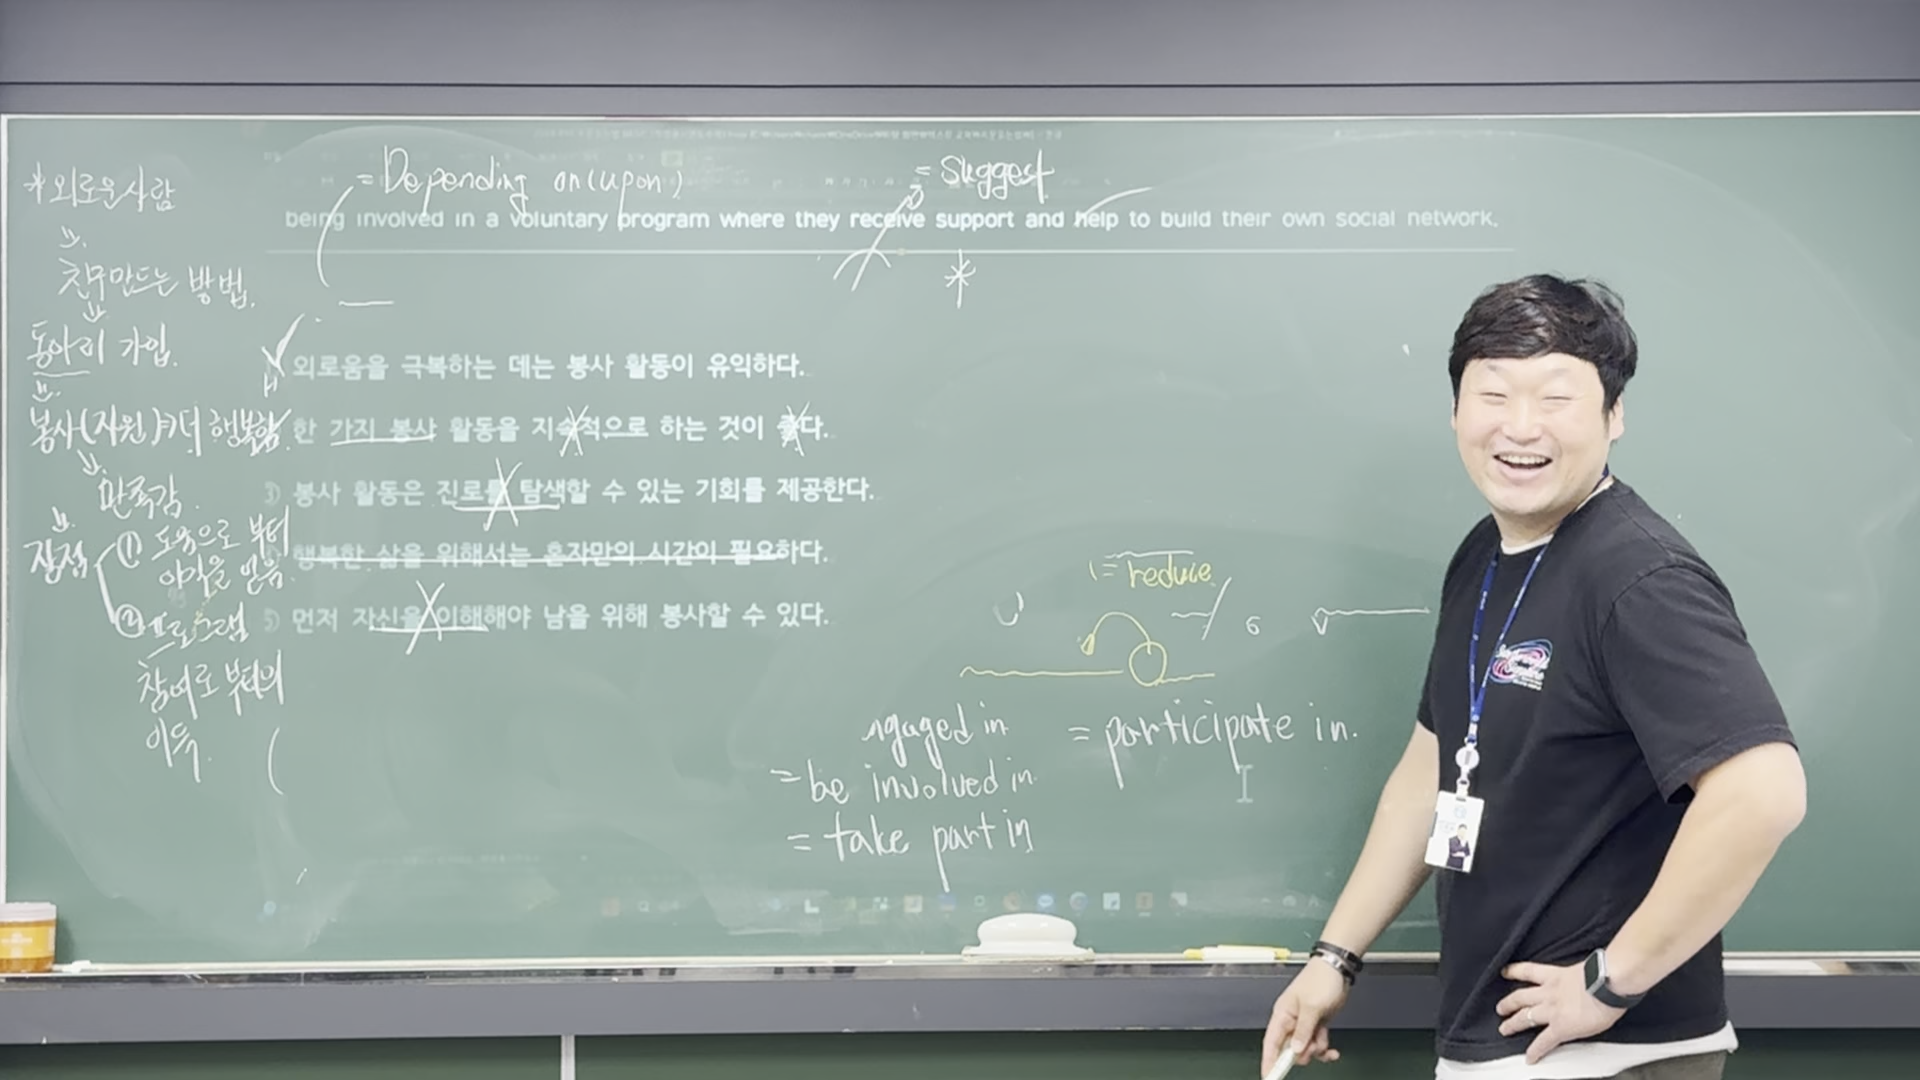 = Depending on(upon)
= Suggest
being involved in a voluntary program where they receive support and help to build their own social network.
*외로운사람
친구만드는 방법.
동아리 가입.
봉사(자원)→더 행복함
만족감.
장점
① 도움으로 부터
이익을 얻음
② 프로그램
참여로 부터의
이득.
외로움을 극복하는 데는 봉사 활동이 유익하다.
한 가지 봉사 활동을 지속적으로 하는 것이 좋다.
③ 봉사 활동은 진로를 탐색할 수 있는 기회를 제공한다.
행복한 삶을 위해서는 혼자만의 시간이 필요하다.
⑤ 먼저 자신을 이해해야 남을 위해 봉사할 수 있다.
= reduce
6
ngaged in = participate in.
= be involved in
= take part in